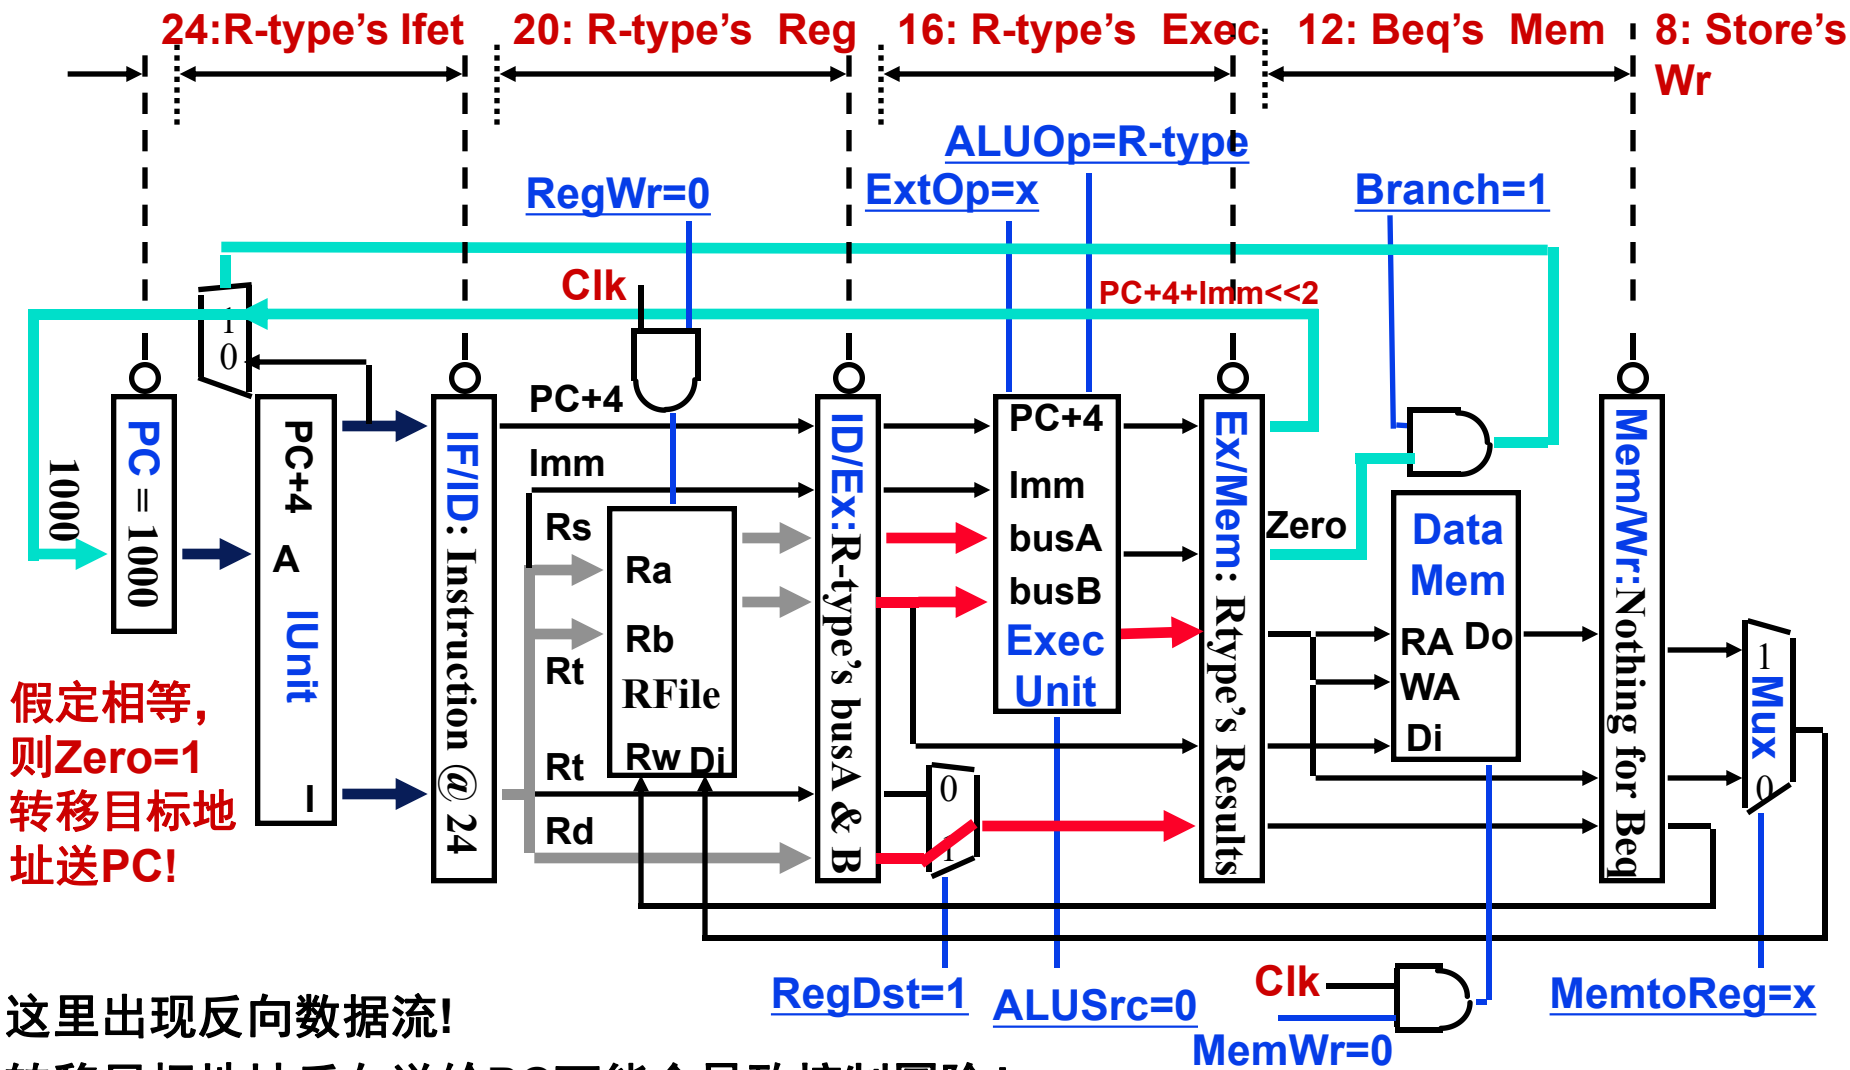 24:R-type's Ifet
20: R-type's Reg
16: R-type's Exec
12: Beq's Mem
8: Store's
Wr
ALUOp=R-type
RegWr=0
ExtOp=x
Branch=1
Clk
PC+4+Imm<<2
1
0
PC = 1000
1000
PC+4
A
IUnit
I
IF/ID: Instruction @ 24
PC+4
Imm
Rs
Rt
Rt
Rd
Ra
Rb
RFile
Rw Di
ID/Ex:R-type's busA & B
0
1
PC+4
Imm
busA
busB
Exec
Unit
Ex/Mem: Rtype's Results
Zero
Data
Mem
RA Do
WA
Di
Mem/Wr:Nothing for Beq
1
Mux
0
假定相等,
则Zero=1
转移目标地
址送PC!
RegDst=1
ALUSrc=0
Clk
MemWr=0
MemtoReg=x
这里出现反向数据流!